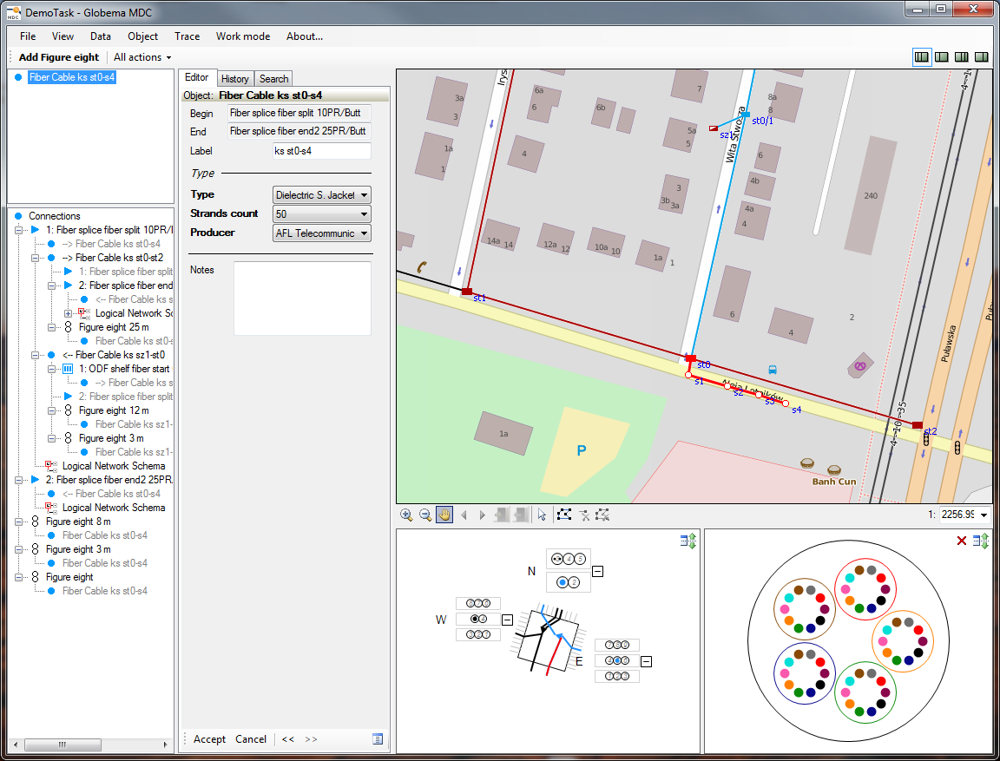 DemoTask - Globema MDC
File View Data Object Trace Work mode About...
Add Figure eight All actions
Fiber Cable ks st0-s4
Connections
1: Fiber splice fiber split 10PR/
--> Fiber Cable ks st0-s4
--> Fiber Cable ks st0-st2
1: Fiber splice fiber split
2: Fiber splice fiber end
<-- Fiber Cable ks s
Logical Network Sc
Figure eight 25 m
Fiber Cable ks st0-
<-- Fiber Cable ks sz1-st0
1: ODF shelf fiber start
--> Fiber Cable ks s
2: Fiber splice fiber split
Figure eight 12 m
Fiber Cable ks sz1-
Figure eight 3 m
Fiber Cable ks sz1-
Logical Network Schema
2: Fiber splice fiber end2 25PR
<-- Fiber Cable ks st0-s4
Logical Network Schema
Figure eight 8 m
Fiber Cable ks st0-s4
Figure eight 3 m
Fiber Cable ks st0-s4
Figure eight
Fiber Cable ks st0-s4
Editor History Search
Object: Fiber Cable ks st0-s4
Begin Fiber splice fiber split 10PR/Butt
End Fiber splice fiber end2 25PR/Butt
Label ks st0-s4
Type
Type Dielectric S. Jacket
Strands count 50
Producer AFL Telecommunic
Notes
Accept Cancel << >>
Irys
3a
3
6a
6
6b
7
8a
8
st0/1
sz1
5a
5
Wita Stwosza
1a
1
4
6
4b
3
3b
3a
4a
4
240
14a 14
12a 12
10a 10
1a 1
st1
6
4
2
Puławska
Pu
st0
s1
s2
s3
s4
st2
4--10--35
4--10
1a
P
Banh Cun
1: 2256.95
N
W
E